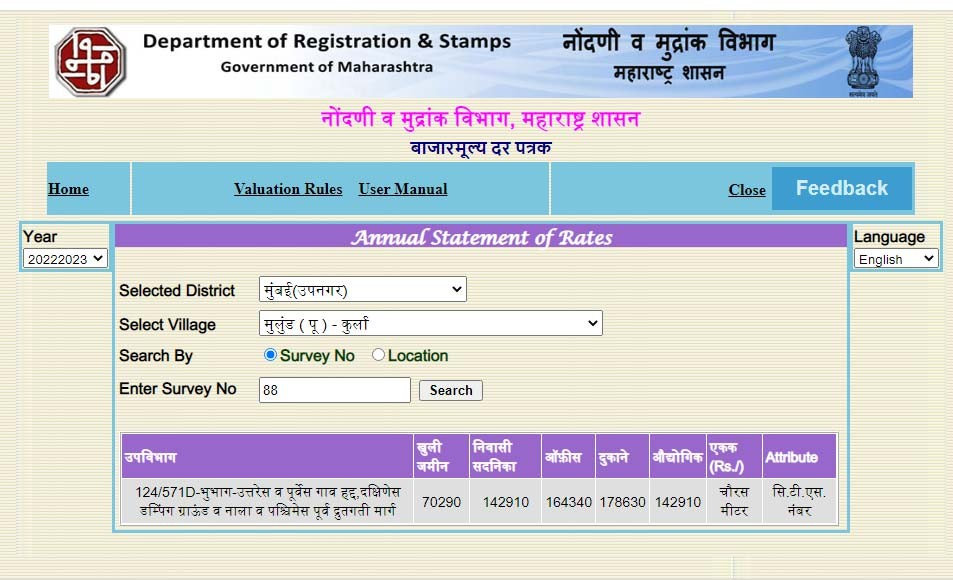 Department of Registration & Stamps
Government of Maharashtra
नोंदणी व मुद्रांक विभाग
महाराष्ट्र शासन
नोंदणी व मुद्रांक विभाग, महाराष्ट्र शासन
बाजारमूल्य दर पत्रक
Home Valuation Rules User Manual Close Feedback
Year
20222023
Annual Statement of Rates
Language
English
Selected District मुंबई(उपनगर)
Select Village मुलुंड ( पू ) - कुर्ला
Search By Survey No Location
Enter Survey No 88 Search
उपविभाग खुली जमीन निवासी सदनिका ऑफ़ीस दुकाने औद्योगिक एकक (Rs./) Attribute
124/571D-भुभाग-उत्तरेस व पूर्वेस गाव हद्द,दक्षिणेस
डम्पिंग ग्राऊंड व नाला व पश्चिमेस पूर्व द्रुतगती मार्ग
70290 142910 164340 178630 142910 चौरस मीटर सि.टी.एस. नंबर